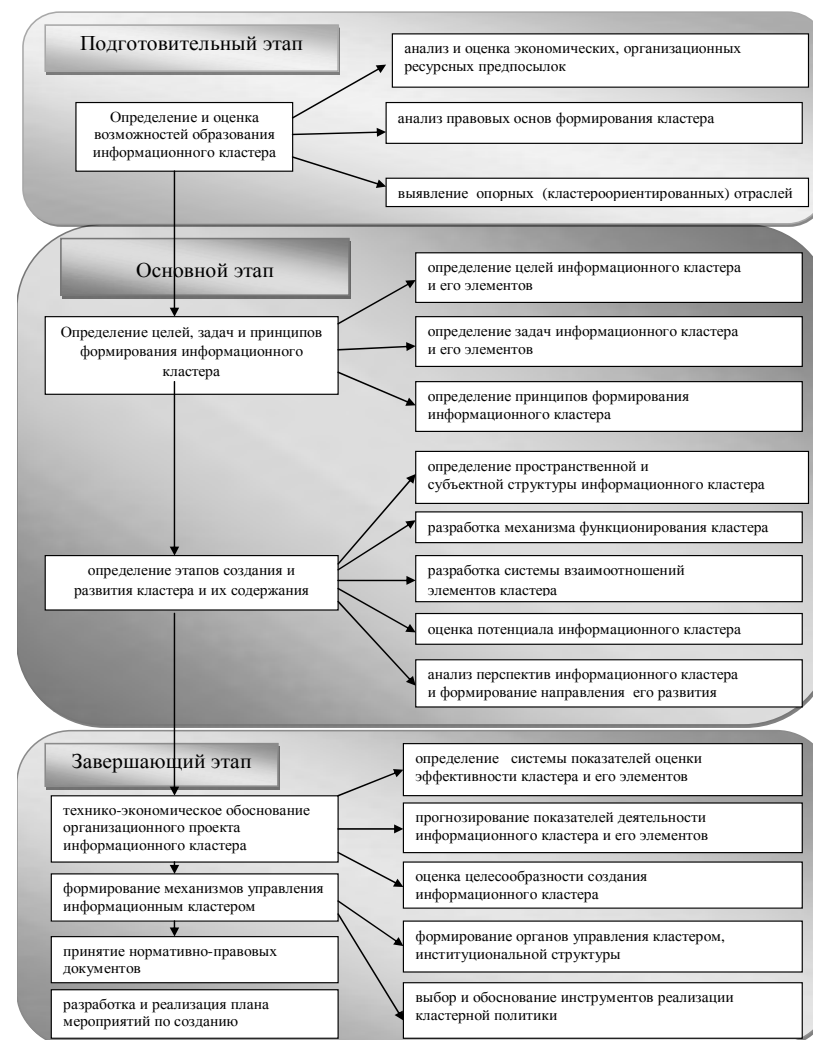 Подготовительный этап
Определение и оценка
возможностей образования
информационного кластера
анализ и оценка экономических, организационных
ресурсных предпосылок
анализ правовых основ формирования кластера
выявление опорных (кластероориентированных) отраслей
Основной этап
Определение целей, задач и принципов
формирования информационного
кластера
определение целей информационного кластера
и его элементов
определение задач информационного кластера
и его элементов
определение принципов формирования
информационного кластера
определение этапов создания и
развития кластера и их содержания
определение пространственной и
субъектной структуры информационного кластера
разработка механизма функционирования кластера
разработка системы взаимоотношений
элементов кластера
оценка потенциала информационного кластера
анализ перспектив информационного кластера
и формирование направления его развития
Завершающий этап
технико-экономическое обоснование
организационного проекта
информационного кластера
определение системы показателей оценки
эффективности кластера и его элементов
прогнозирование показателей деятельности
информационного кластера и его элементов
оценка целесообразности создания
информационного кластера
формирование механизмов управления
информационным кластером
формирование органов управления кластером,
институциональной структуры
выбор и обоснование инструментов реализации
кластерной политики
принятие нормативно-правовых
документов
разработка и реализация плана
мероприятий по созданию